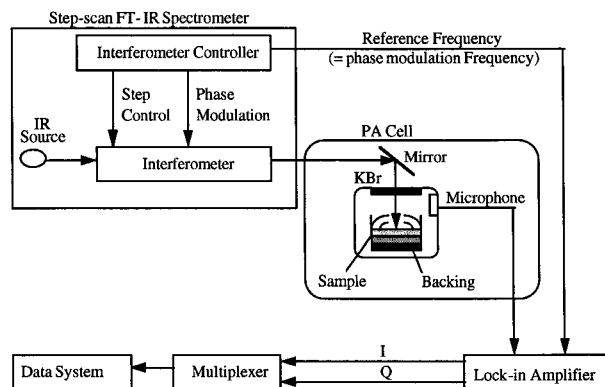 Step-scan FT-IR Spectrometer
Interferometer Controller
Reference Frequency
(= phase modulation Frequency)
Step
Control
Phase
Modulation
IR
Source
Interferometer
PA Cell
Mirror
KBr
Microphone
Sample
Backing
I
Q
Data System
Multiplexer
Lock-in Amplifier